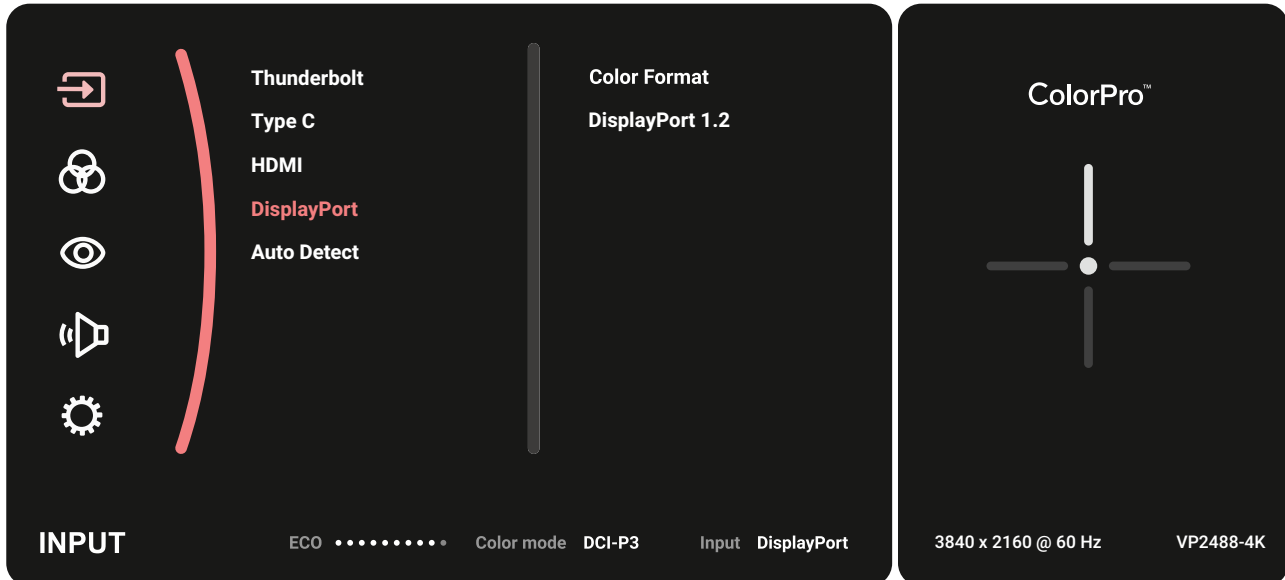 Thunderbolt
Type C
HDMI
DisplayPort
Auto Detect
Color Format
DisplayPort 1.2
ColorPro™
INPUT
ECO
Color mode DCI-P3
Input DisplayPort
3840 x 2160 @ 60 Hz
VP2488-4K